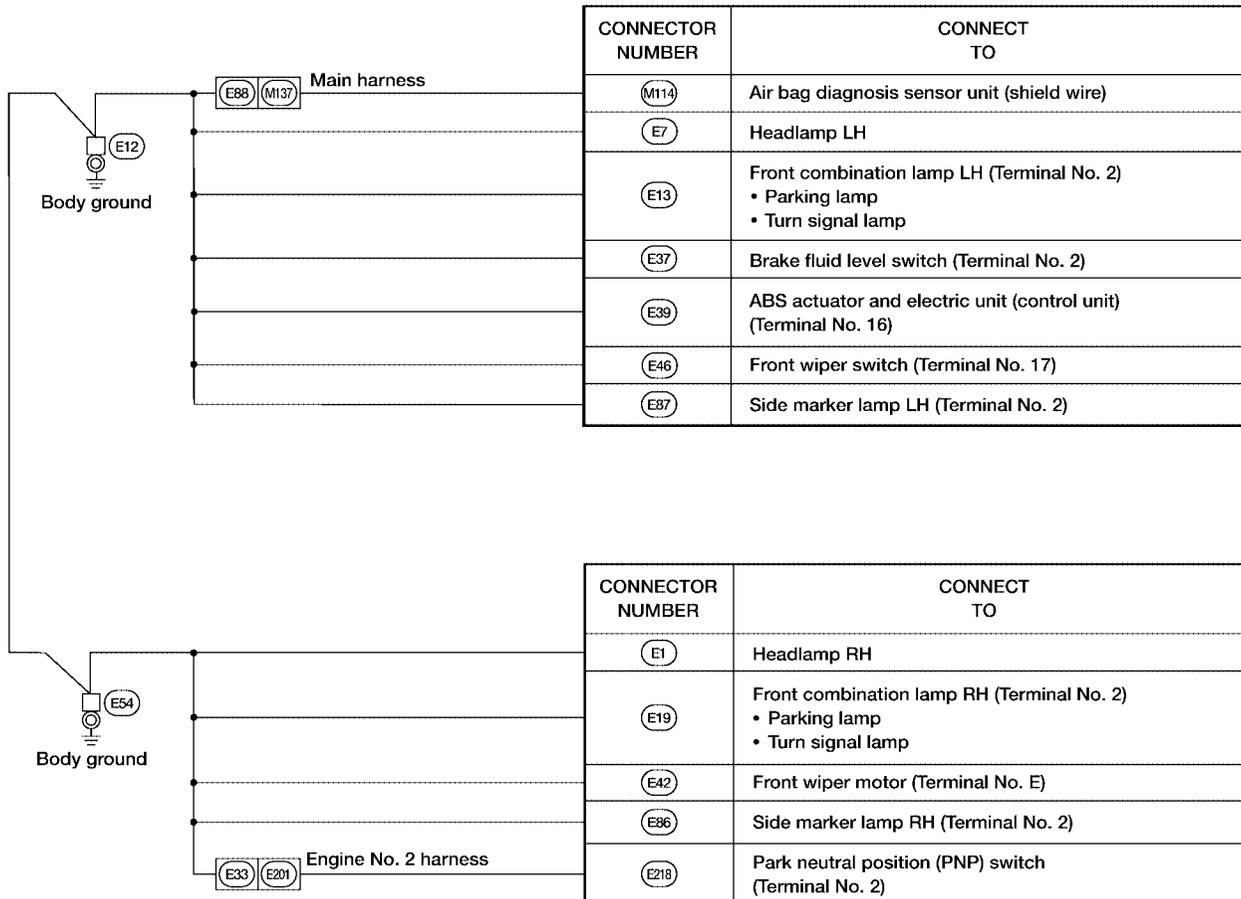 CONNECTOR NUMBER
CONNECT TO
E88 M137 Main harness
M114 Air bag diagnosis sensor unit (shield wire)
E7 Headlamp LH
E12
Body ground
E13 Front combination lamp LH (Terminal No. 2)
• Parking lamp
• Turn signal lamp
E37 Brake fluid level switch (Terminal No. 2)
E39 ABS actuator and electric unit (control unit)
(Terminal No. 16)
E46 Front wiper switch (Terminal No. 17)
E87 Side marker lamp LH (Terminal No. 2)
CONNECTOR NUMBER
CONNECT TO
E1 Headlamp RH
E54
Body ground
E19 Front combination lamp RH (Terminal No. 2)
• Parking lamp
• Turn signal lamp
E42 Front wiper motor (Terminal No. E)
E86 Side marker lamp RH (Terminal No. 2)
E33 E201 Engine No. 2 harness
E218 Park neutral position (PNP) switch
(Terminal No. 2)